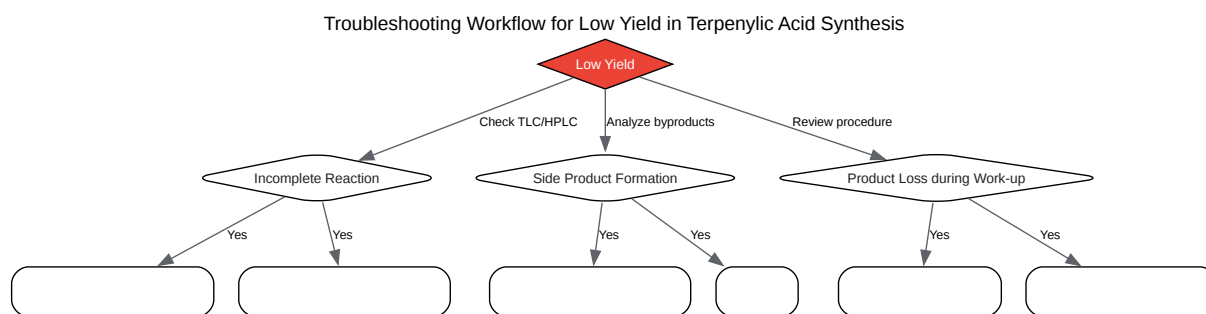 Troubleshooting Workflow for Low Yield in Terpenylic Acid Synthesis
Low Yield
Check TLC/HPLC
Analyze byproducts
Review procedure
Incomplete Reaction
Side Product Formation
Product Loss during Work-up
Yes
Yes
Yes
Yes
Yes
Yes